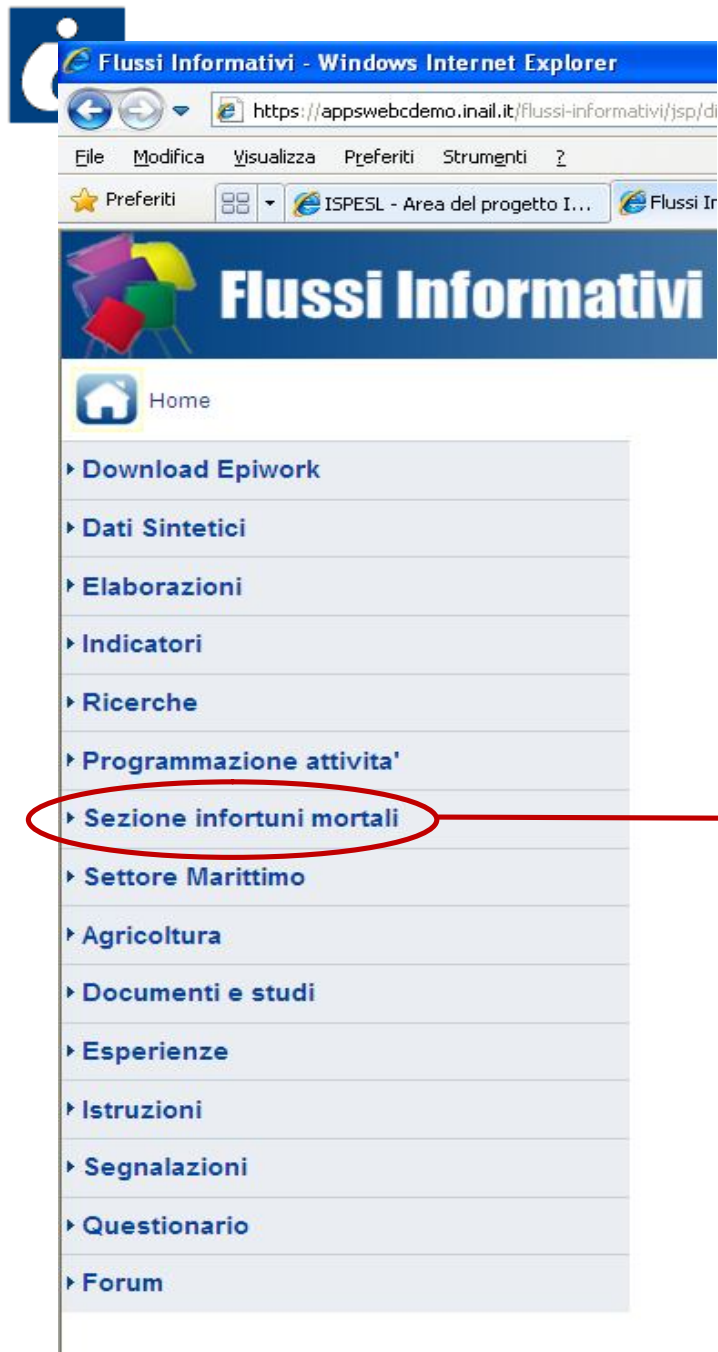 Flussi Informativi - Windows Internet Explorer
https://appswebcdemo.inail.it/flussi-informativi/jsp/di
File Modifica Visualizza Preferiti Strumenti ?
Preferiti ISPESL - Area del progetto I... Flussi In
Flussi Informativi
Home
Download Epiwork
Dati Sintetici
Elaborazioni
Indicatori
Ricerche
Programmazione attivita'
Sezione infortuni mortali
Settore Marittimo
Agricoltura
Documenti e studi
Esperienze
Istruzioni
Segnalazioni
Questionario
Forum